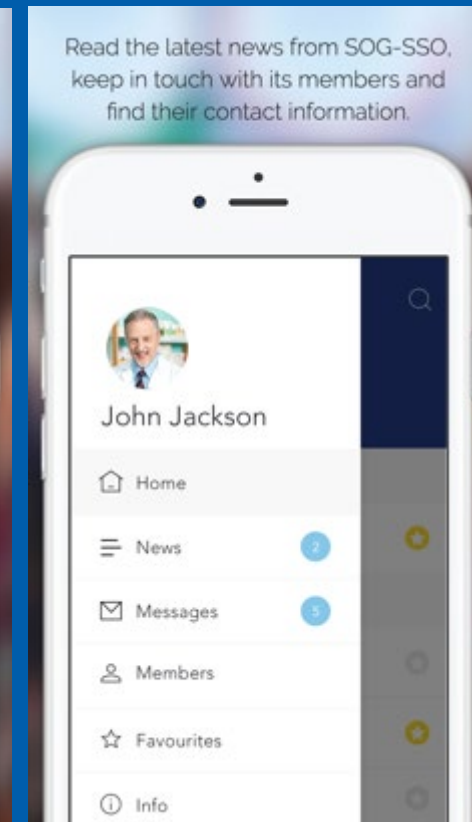 Read the latest news from SOG-SSO,
keep in touch with its members and
find their contact information.
John Jackson
Home
News 2
Messages 5
Members
Favourites
Info